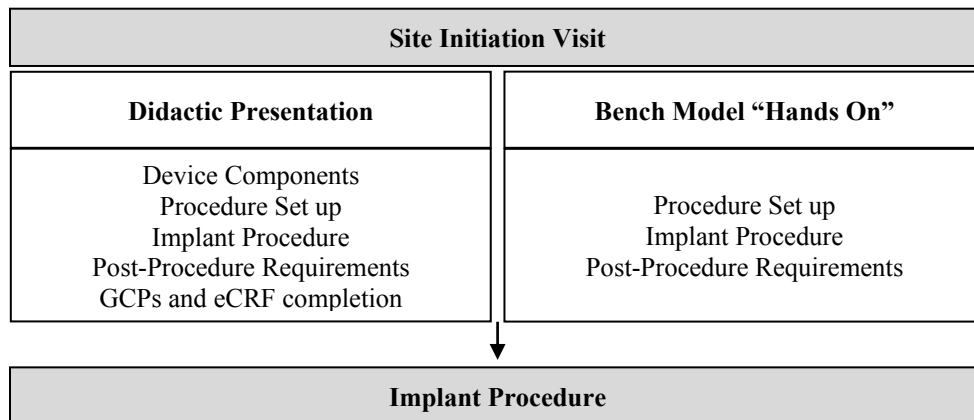 Site Initiation Visit
Didactic Presentation
Device Components
Procedure Set up
Implant Procedure
Post-Procedure Requirements
GCPs and eCRF completion
Bench Model “Hands On”
Procedure Set up
Implant Procedure
Post-Procedure Requirements
Implant Procedure